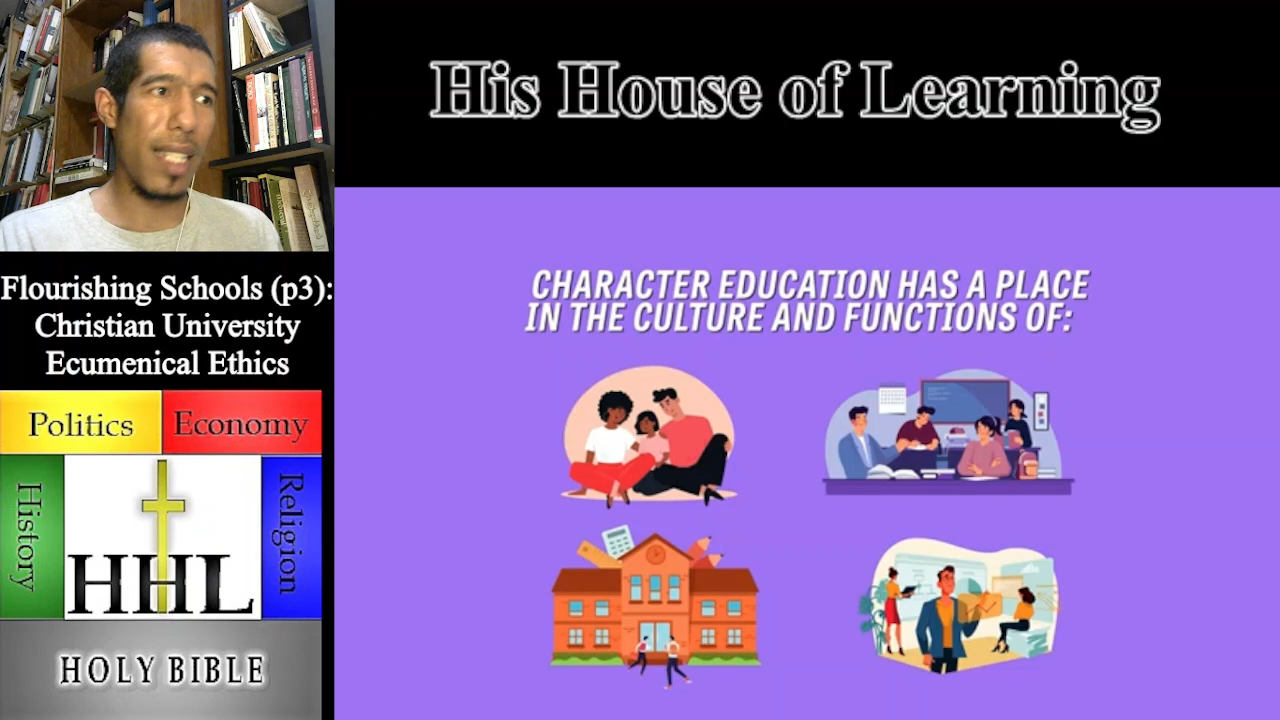 His House of Learning
Flourishing Schools (p3):
Christian University
Ecumenical Ethics
Politics
Economy
History
Religion
HHL
HOLY BIBLE
CHARACTER EDUCATION HAS A PLACE
IN THE CULTURE AND FUNCTIONS OF: